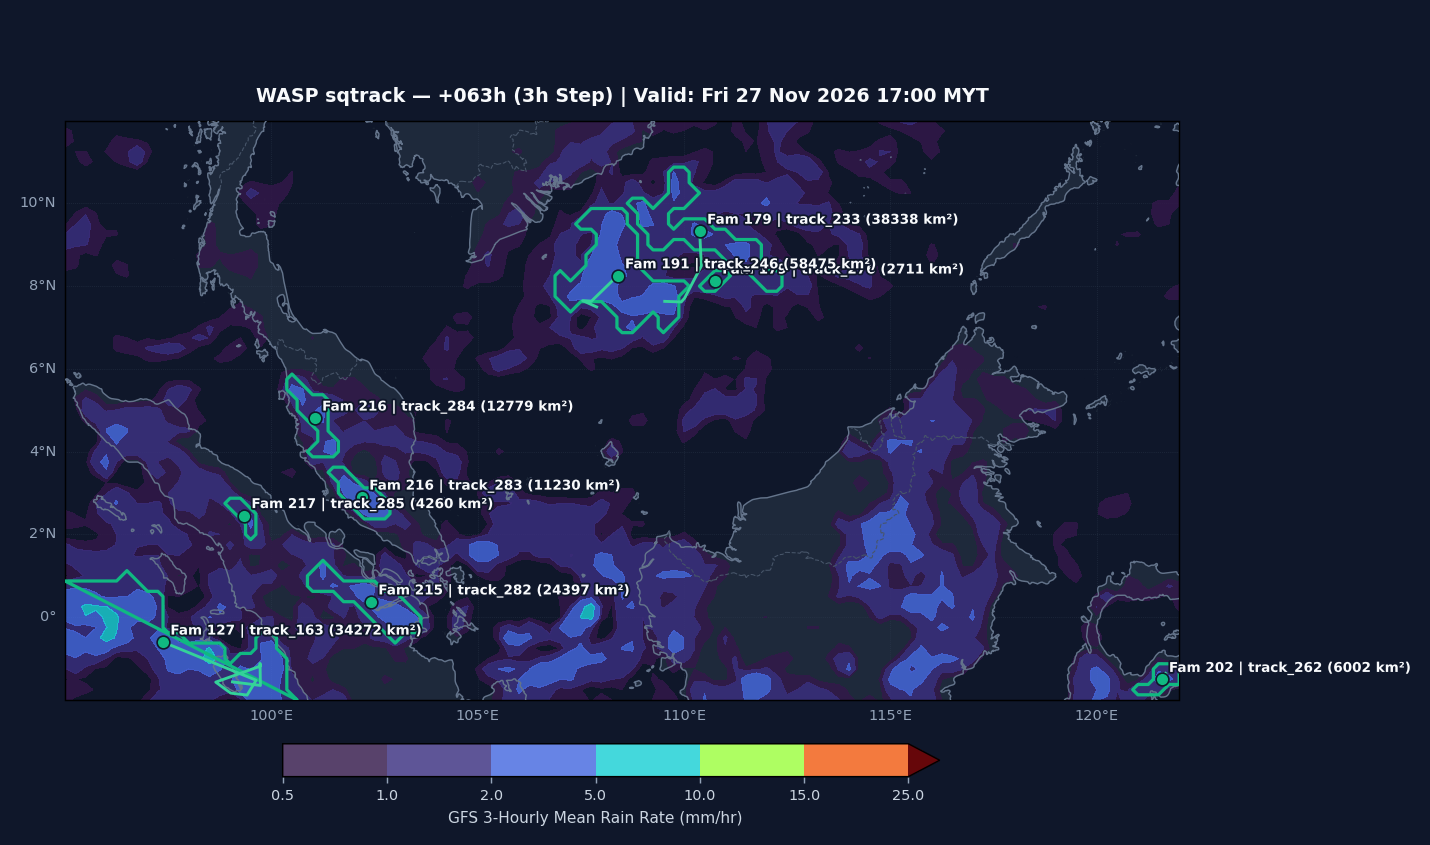 WASP sqtrack — +063h (3h Step) | Valid: Fri 27 Nov 2026 17:00 MYT
10°N
8°N
6°N
4°N
2°N
0°
Fam 179 | track_233 (38338 km²)
Fam 191 | track_246 (58475 km²)
(2711 km²)
Fam 216 | track_284 (12779 km²)
Fam 216 | track_283 (11230 km²)
Fam 217 | track_285 (4260 km²)
Fam 215 | track_282 (24397 km²)
Fam 127 | track_163 (34272 km²)
Fam 202 | track_262 (6002 km²)
100°E 105°E 110°E 115°E 120°E
0.5 1.0 2.0 5.0 10.0 15.0 25.0
GFS 3-Hourly Mean Rain Rate (mm/hr)